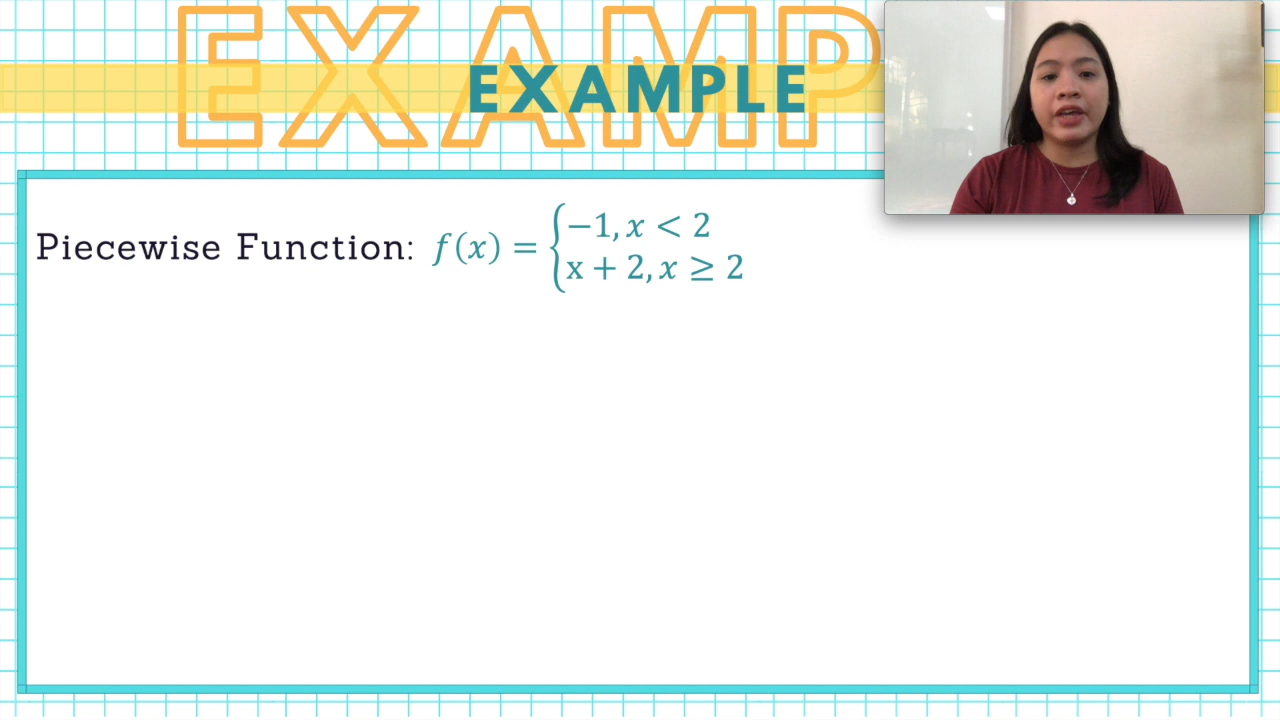 EXAMP
EXAMPLE
Piecewise Function: f(x) = {−1, x < 2
x + 2, x ≥ 2